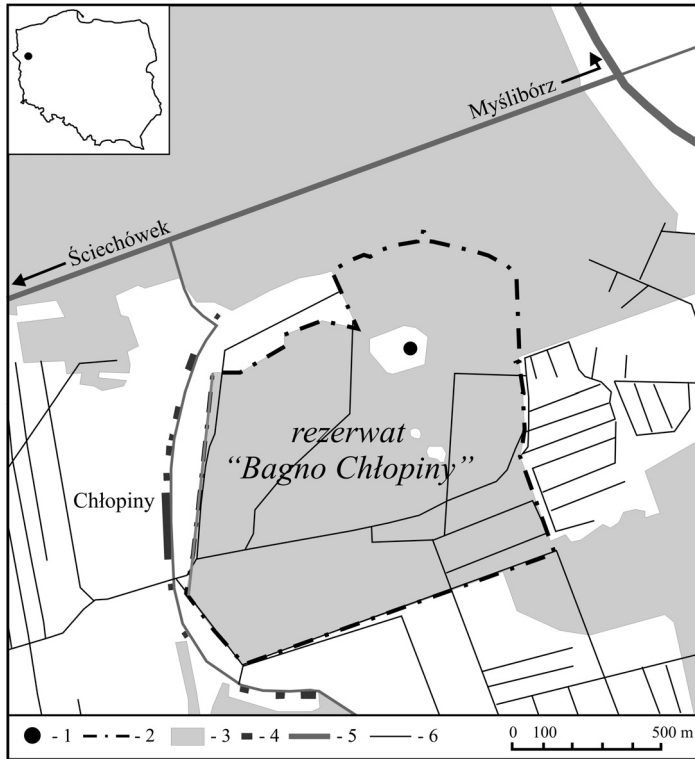 Myślibórz
Ściechówek
rezerwat
“Bagno Chłopiny”
Chłopiny
- 1 - 2 - 3 - 4 - 5 - 6
0 100 500 m